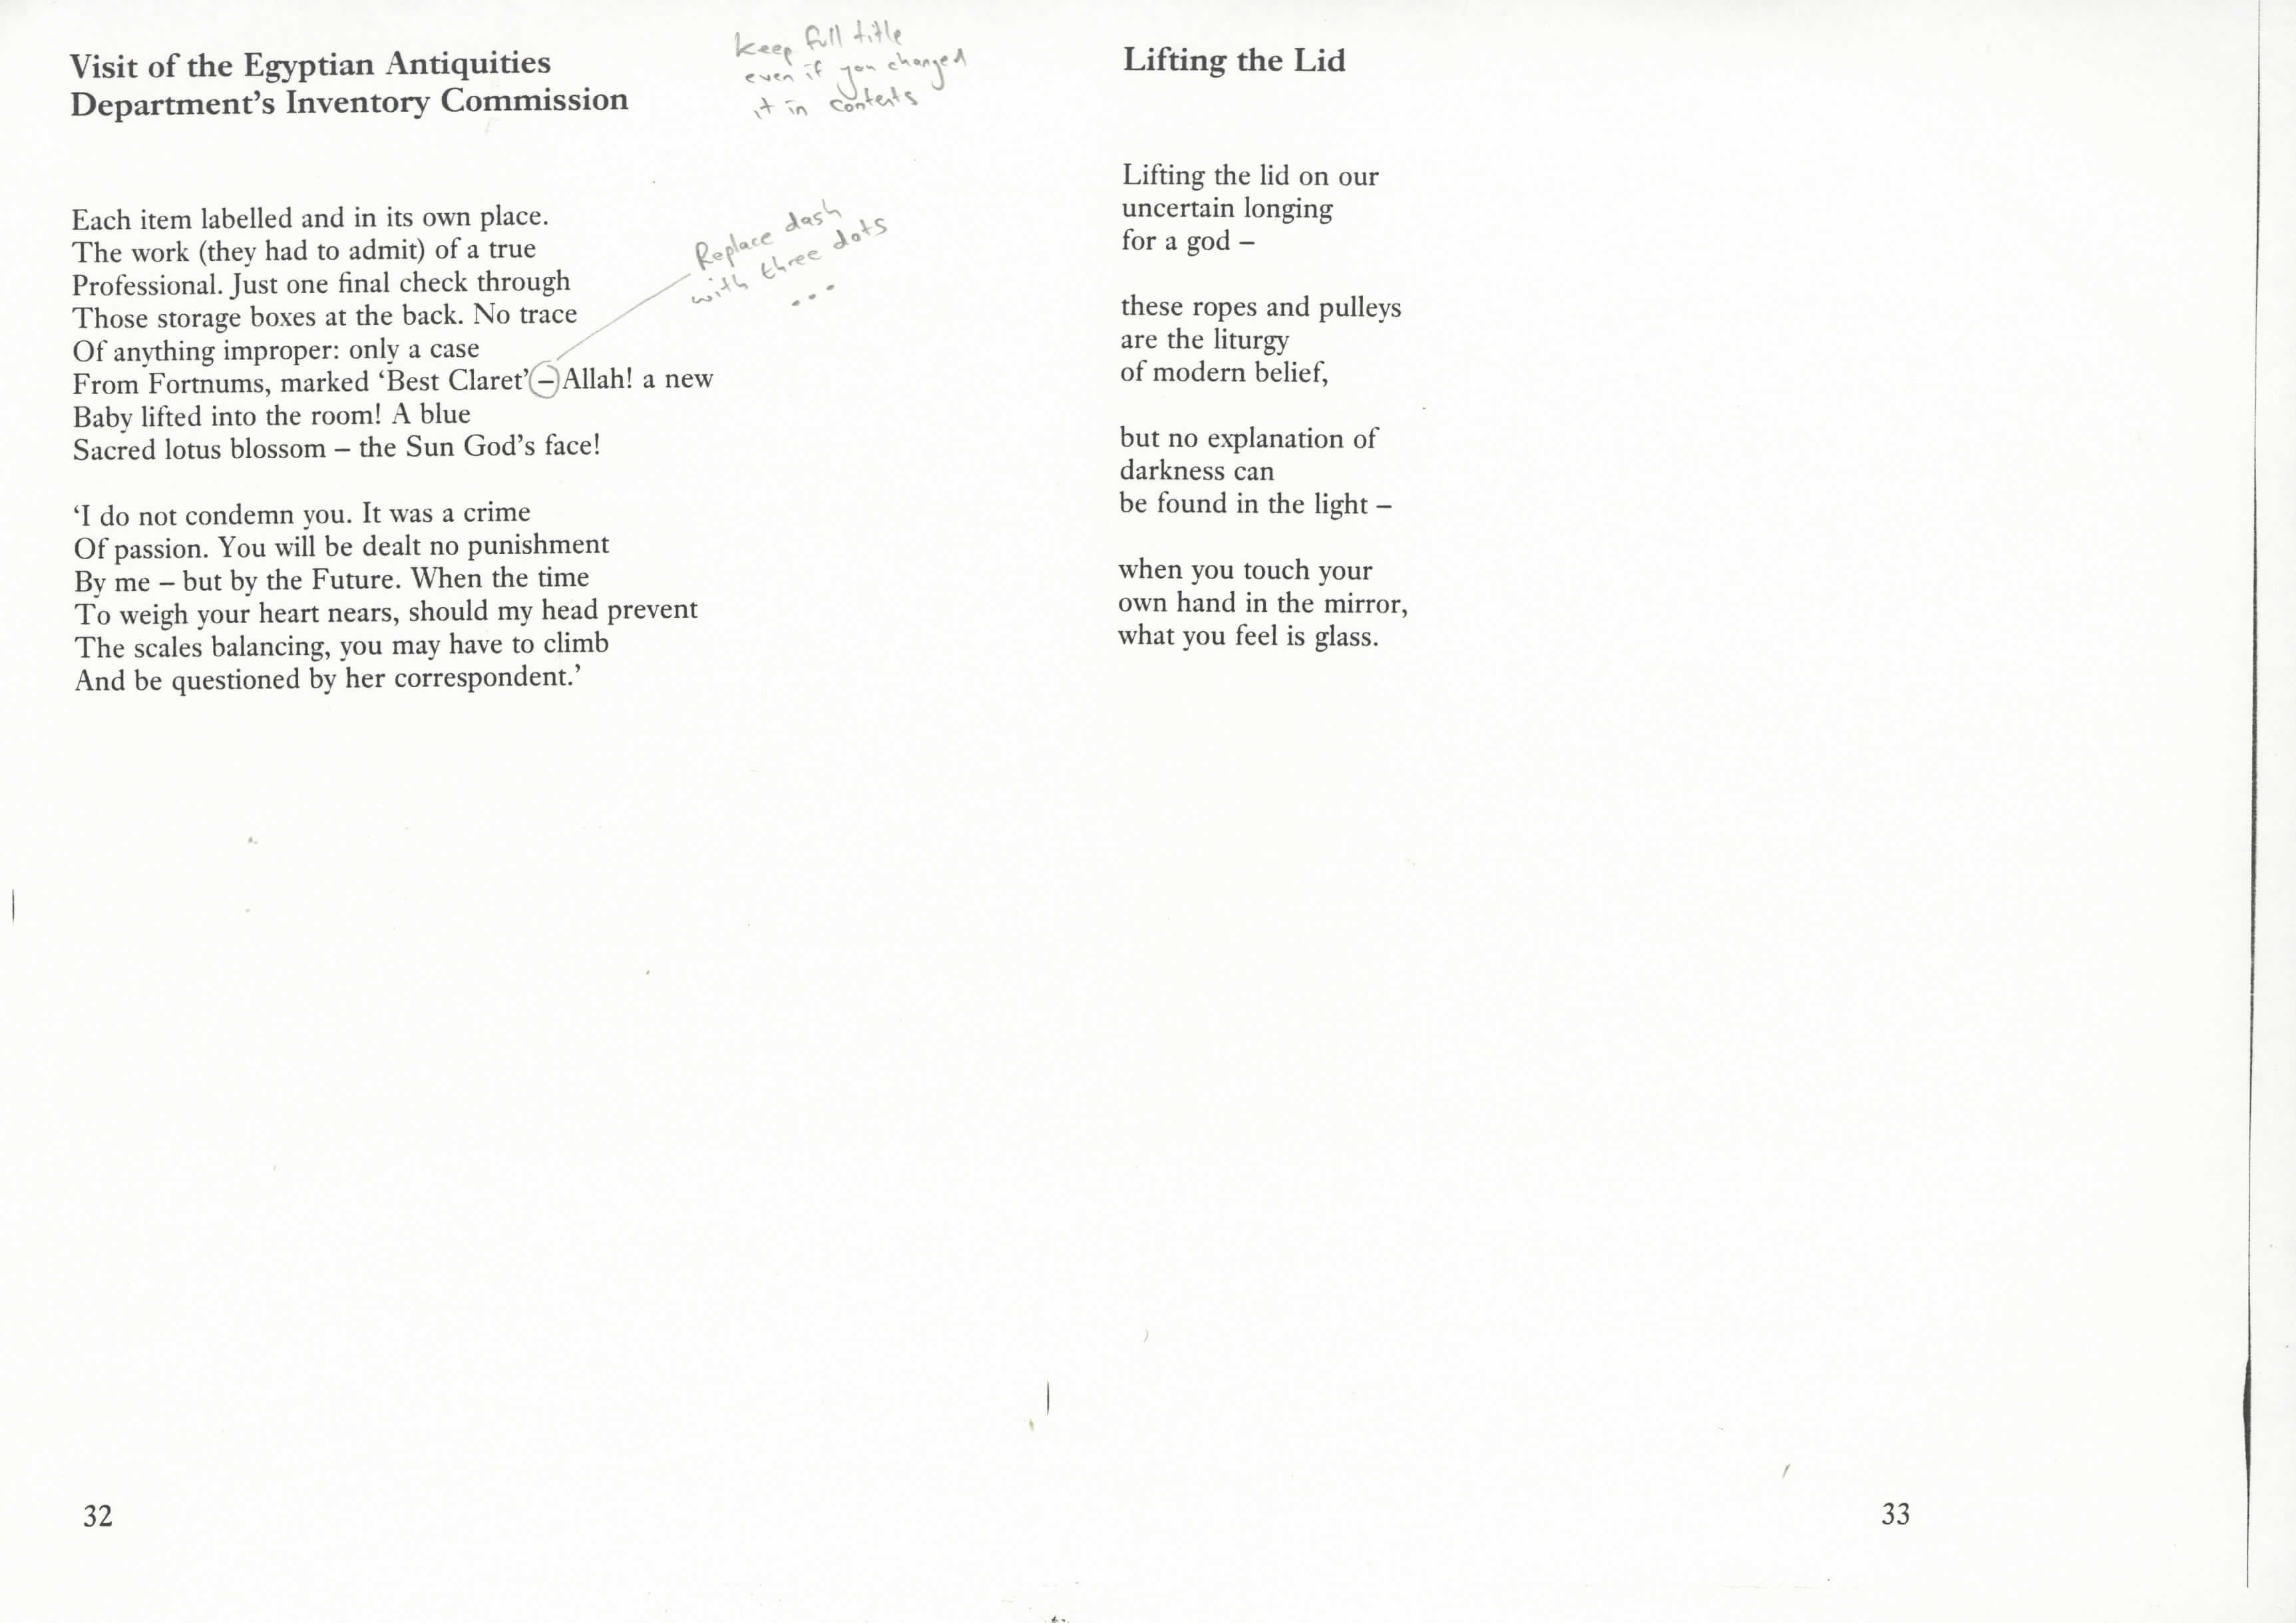 Visit of the Egyptian Antiquities
Department's Inventory Commission
keep full title
even if you changed
it in contents
Each item labelled and in its own place.
The work (they had to admit) of a true
Professional. Just one final check through
Those storage boxes at the back. No trace
Of anything improper: only a case
From Fortnums, marked ‘Best Claret’ – Allah! a new
Baby lifted into the room! A blue
Sacred lotus blossom – the Sun God's face!
Replace dash
with three dots
...
‘I do not condemn you. It was a crime
Of passion. You will be dealt no punishment
By me – but by the Future. When the time
To weigh your heart nears, should my head prevent
The scales balancing, you may have to climb
And be questioned by her correspondent.’
32
Lifting the Lid
Lifting the lid on our
uncertain longing
for a god –
these ropes and pulleys
are the liturgy
of modern belief,
but no explanation of
darkness can
be found in the light –
when you touch your
own hand in the mirror,
what you feel is glass.
33